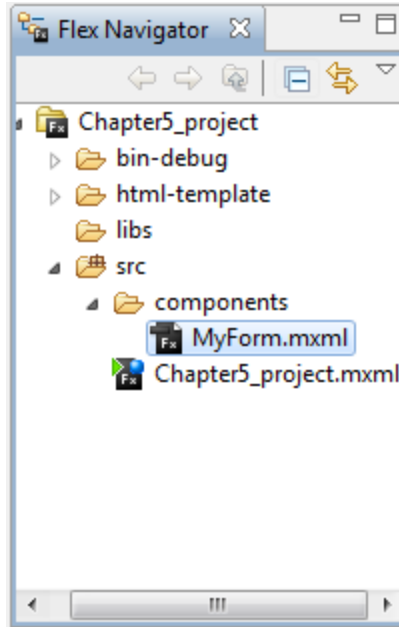 Flex Navigator
Chapter5_project
bin-debug
html-template
libs
src
components
MyForm.mxml
Chapter5_project.mxml